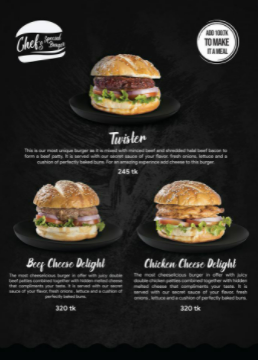 Chef's Special Burger
ADD 100TK
TO MAKE
IT A MEAL
Twister
This is our most unique burger as it is mixed with minced beef and shredded halal beef bacon to
form a beef patty. It is served with our secret sauce of your flavor, fresh onions, lettuce and a
cushion of perfectly baked buns. For an amazing experience add cheese to this burger.
245 tk
Beef Cheese Delight
The most cheeselicious burger in offer with juicy double
beef patties combined together with hidden melted cheese
that compliments your taste. It is served with our secret
sauce of your flavor, fresh onions, lettuce and a cushion of
perfectly baked buns.
320 tk
Chicken Cheese Delight
The most cheeselicious burger in offer with juicy
double chicken patties combined together with hidden
melted cheese that compliments your taste. It is
served with our secret sauce of your flavor, fresh
onions, lettuce and a cushion of perfectly baked buns.
320 tk